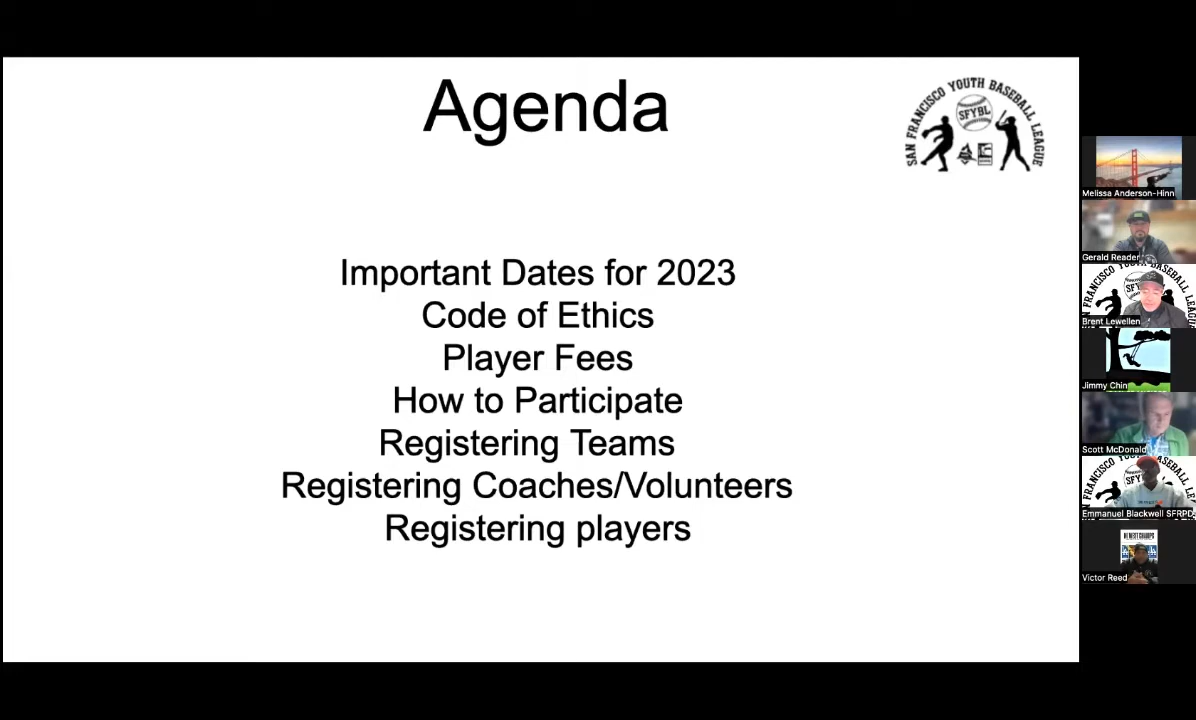 Agenda
SAN FRANCISCO YOUTH BASEBALL LEAGUE
SFYBL
Important Dates for 2023
Code of Ethics
Player Fees
How to Participate
Registering Teams
Registering Coaches/Volunteers
Registering players
Melissa Anderson-Hinn
Gerald Reader
Brent Lewellen
Jimmy Chin
Scott McDonald
Emmanuel Blackwell SFRPD
Victor Reed